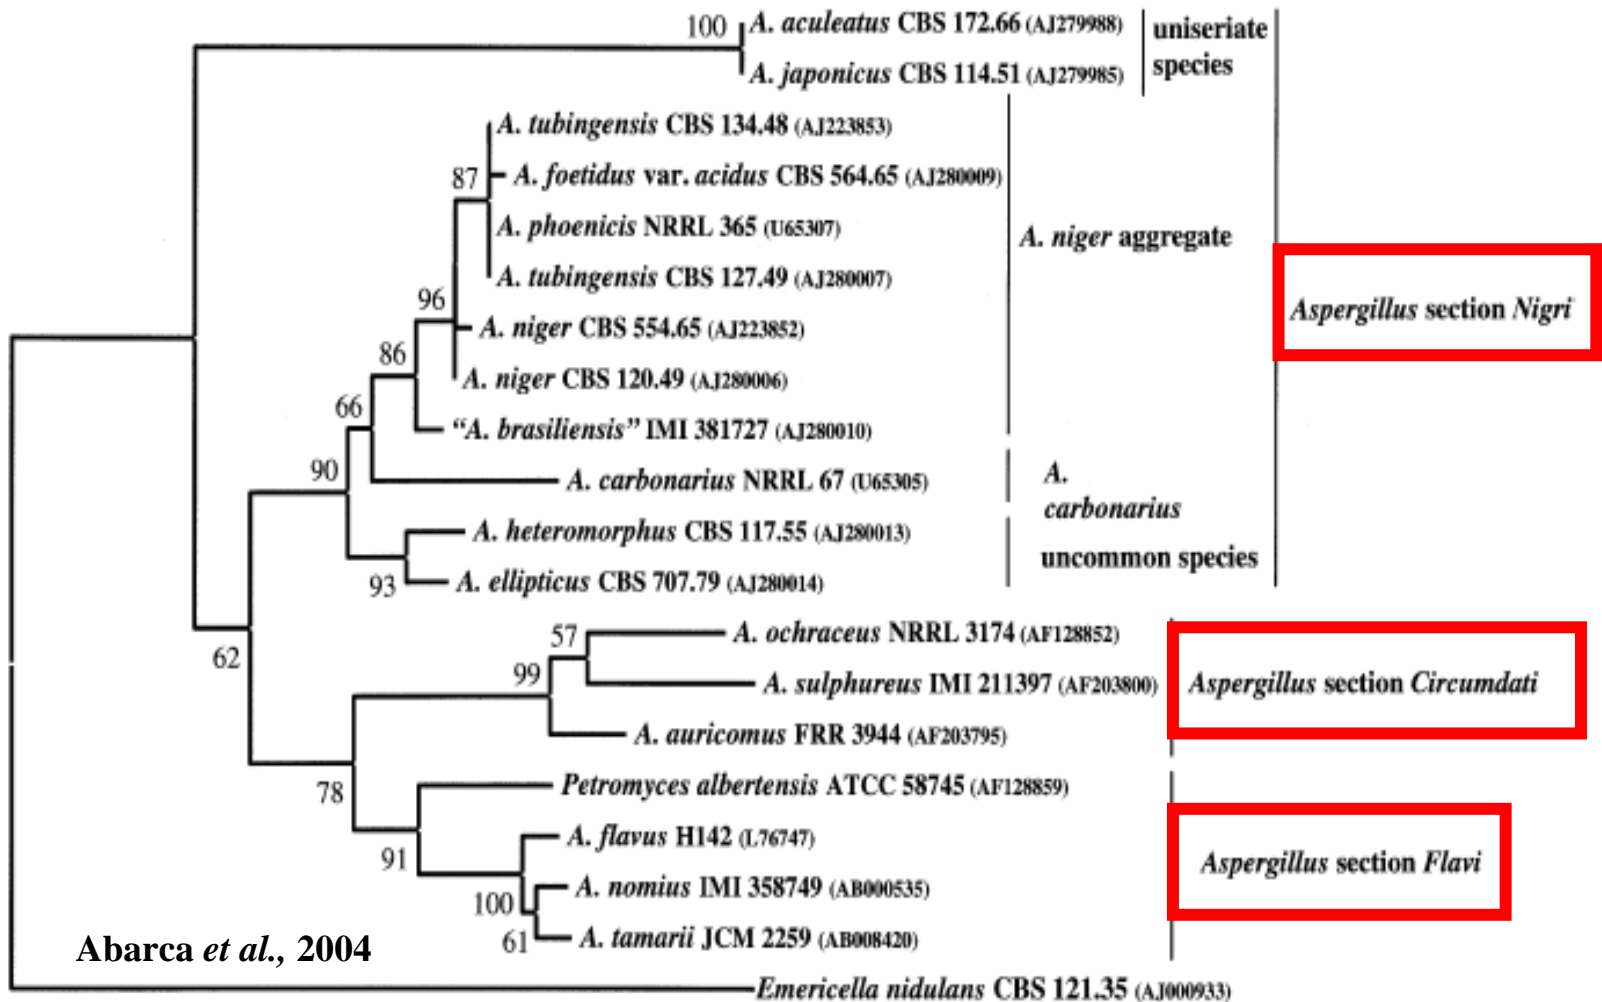 100
A. aculeatus CBS 172.66 (AJ279988)
A. japonicus CBS 114.51 (AJ279985)
uniseriate
species
A. tubingensis CBS 134.48 (AJ223853)
87
A. foetidus var. acidus CBS 564.65 (AJ280009)
A. phoenicis NRRL 365 (U65307)
A. niger aggregate
A. tubingensis CBS 127.49 (AJ280007)
96
Aspergillus section Nigri
A. niger CBS 554.65 (AJ223852)
86
A. niger CBS 120.49 (AJ280006)
66
“A. brasiliensis” IMI 381727 (AJ280010)
90
A. carbonarius NRRL 67 (U65305)
A.
carbonarius
A. heteromorphus CBS 117.55 (AJ280013)
uncommon species
93
A. ellipticus CBS 707.79 (AJ280014)
62
57
A. ochraceus NRRL 3174 (AF128852)
99
A. sulphureus IMI 211397 (AF203800)
Aspergillus section Circumdati
A. auricomus FRR 3944 (AF203795)
78
Petromyces albertensis ATCC 58745 (AF128859)
91
A. flavus H142 (L76747)
Aspergillus section Flavi
100
A. nomius IMI 358749 (AB000535)
61
A. tamarii JCM 2259 (AB008420)
Abarca et al., 2004
Emericella nidulans CBS 121.35 (AJ000933)